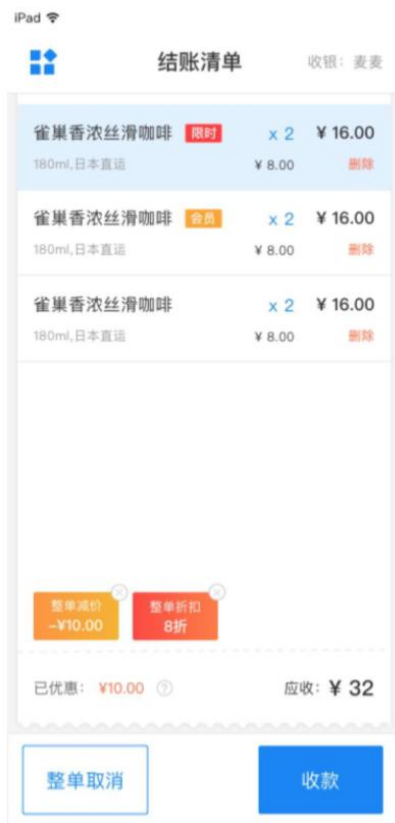 iPad
结账清单
收银：麦麦
雀巢香浓丝滑咖啡 限时 x 2 ¥ 16.00
180ml,日本直运 ¥ 8.00 删除
雀巢香浓丝滑咖啡 会员 x 2 ¥ 16.00
180ml,日本直运 ¥ 8.00 删除
雀巢香浓丝滑咖啡 x 2 ¥ 16.00
180ml,日本直运 ¥ 8.00 删除
整单减价
-¥10.00
整单折扣
8折
已优惠： ¥10.00 ? 应收：¥ 32
整单取消
收款